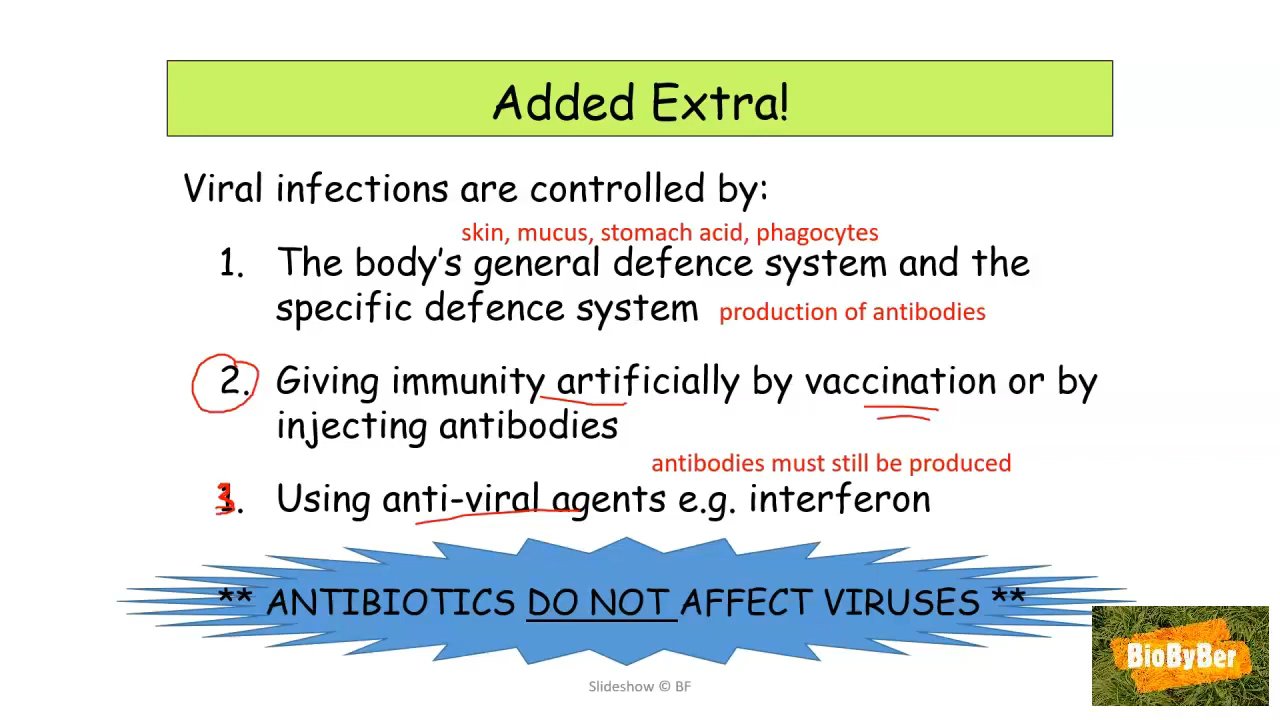 Added Extra!
Viral infections are controlled by:
skin, mucus, stomach acid, phagocytes
1. The body's general defence system and the
specific defence system production of antibodies
2. Giving immunity artificially by vaccination or by
injecting antibodies
antibodies must still be produced
3. Using anti-viral agents e.g. interferon
** ANTIBIOTICS DO NOT AFFECT VIRUSES **
BioByBer
Slideshow © BF